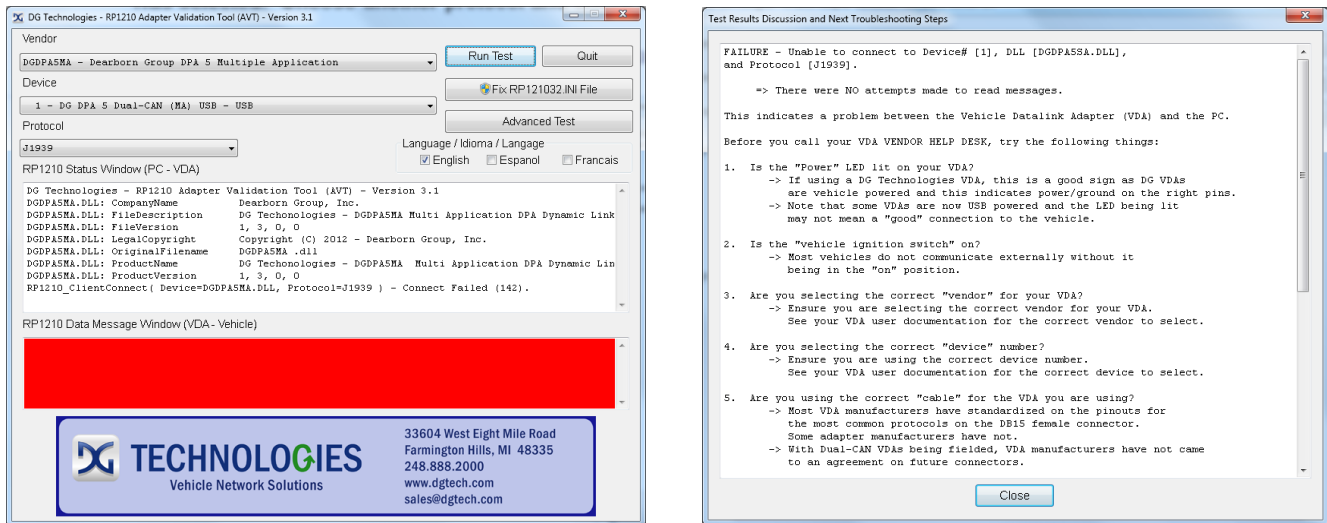 DG Technologies - RP1210 Adapter Validation Tool (AVT) - Version 3.1
Vendor
DGDPA5MA - Dearborn Group DPA 5 Multiple Application
Run Test
Quit
Device
Fix RP121032.INI File
1 - DG DPA 5 Dual-CAN (MA) USB - USB
Advanced Test
Protocol
J1939
Language / Idioma / Langage
English
Espanol
Francais
RP1210 Status Window (PC - VDA)
DG Technologies - RP1210 Adapter Validation Tool (AVT) - Version 3.1
DGDPA5MA.DLL: CompanyName Dearborn Group, Inc.
DGDPA5MA.DLL: FileDescription DG Techonologies - DGDPA5MA Multi Application DPA Dynamic Link
DGDPA5MA.DLL: FileVersion 1, 3, 0, 0
DGDPA5MA.DLL: LegalCopyright Copyright (C) 2012 - Dearborn Group, Inc.
DGDPA5MA.DLL: OriginalFilename DGDPA5MA .dll
DGDPA5MA.DLL: ProductName DG Techonologies - DGDPA5MA Multi Application DPA Dynamic Lin
DGDPA5MA.DLL: ProductVersion 1, 3, 0, 0
RP1210_ClientConnect( Device=DGDPA5MA.DLL, Protocol=J1939 ) - Connect Failed (142).
RP1210 Data Message Window (VDA - Vehicle)
DG TECHNOLOGIES
Vehicle Network Solutions
33604 West Eight Mile Road
Farmington Hills, MI 48335
248.888.2000
www.dgtech.com
sales@dgtech.com
Test Results Discussion and Next Troubleshooting Steps
FAILURE - Unable to connect to Device# [1], DLL [DGDPA5SA.DLL],
and Protocol [J1939].
=> There were NO attempts made to read messages.
This indicates a problem between the Vehicle Datalink Adapter (VDA) and the PC.
Before you call your VDA VENDOR HELP DESK, try the following things:
1. Is the "Power" LED lit on your VDA?
-> If using a DG Technologies VDA, this is a good sign as DG VDAs
are vehicle powered and this indicates power/ground on the right pins.
-> Note that some VDAs are now USB powered and the LED being lit
may not mean a "good" connection to the vehicle.
2. Is the "vehicle ignition switch" on?
-> Most vehicles do not communicate externally without it
being in the "on" position.
3. Are you selecting the correct "vendor" for your VDA?
-> Ensure you are selecting the correct vendor for your VDA.
See your VDA user documentation for the correct vendor to select.
4. Are you selecting the correct "device" number?
-> Ensure you are using the correct device number.
See your VDA user documentation for the correct device to select.
5. Are you using the correct "cable" for the VDA you are using?
-> Most VDA manufacturers have standardized on the pinouts for
the most common protocols on the DB15 female connector.
Some adapter manufacturers have not.
-> With Dual-CAN VDAs being fielded, VDA manufacturers have not came
to an agreement on future connectors.
Close